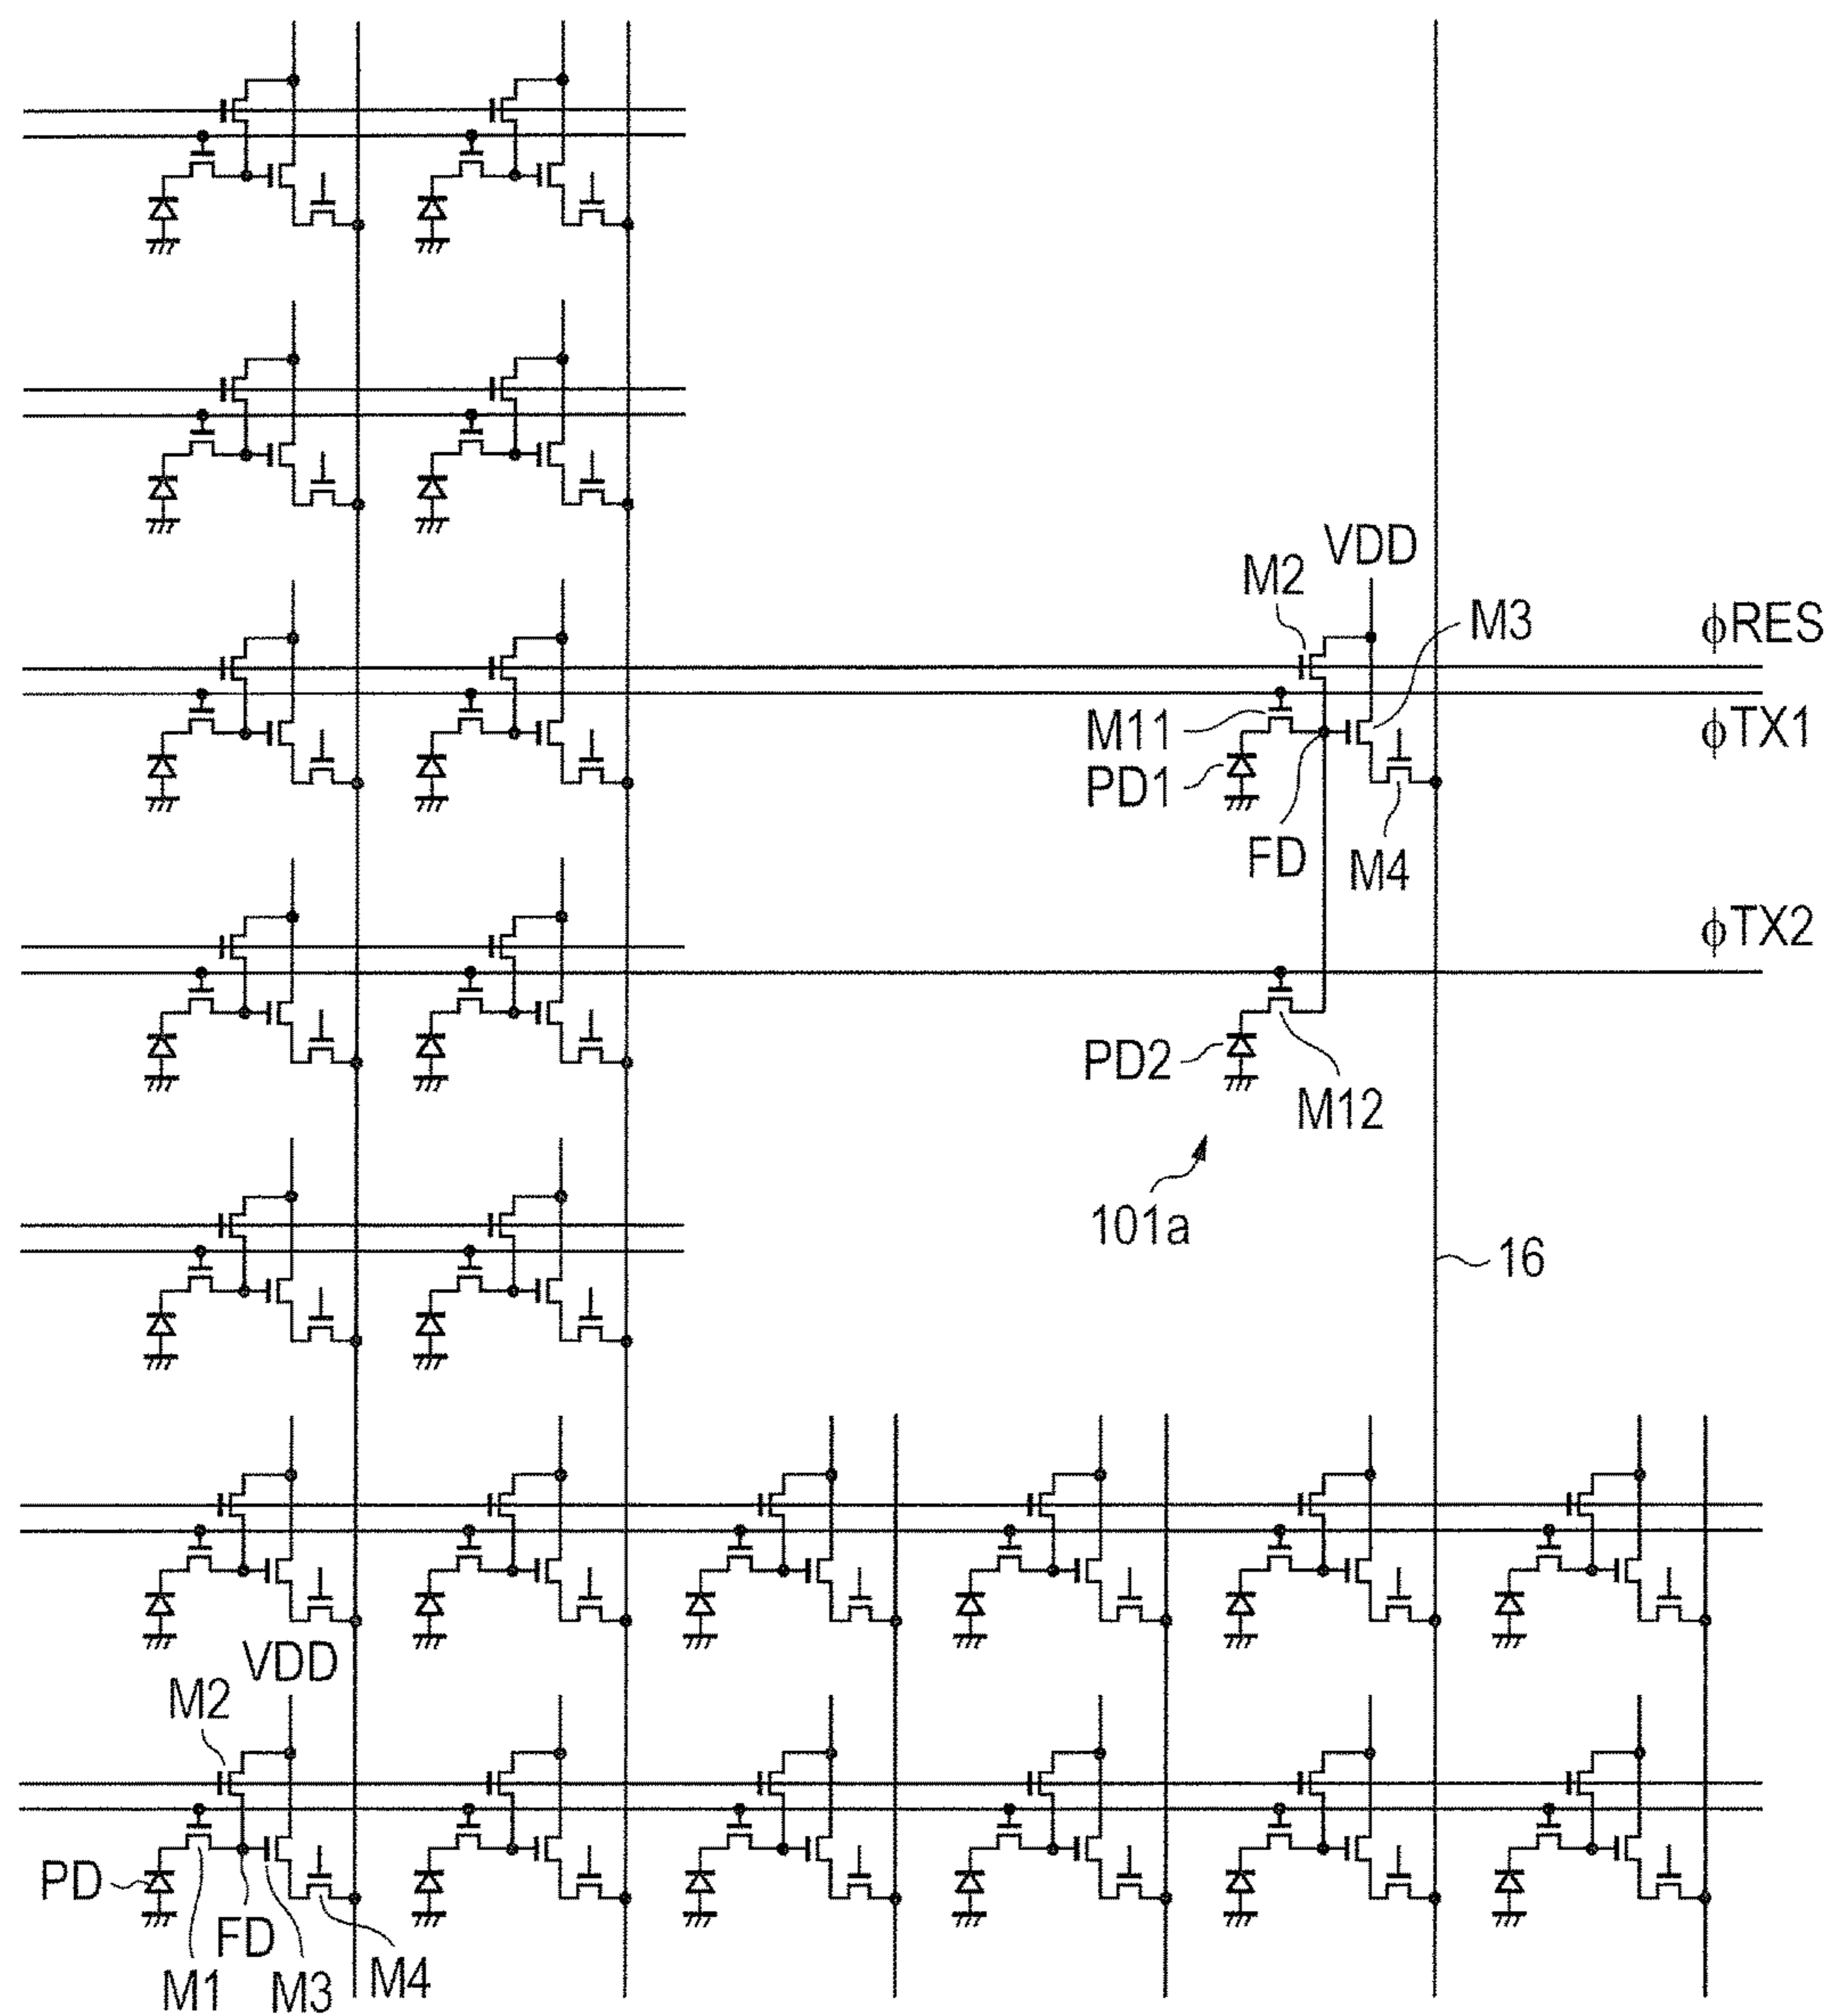 VDD
M2
M3
ϕRES
M11
ϕTX1
PD1
FD
M4
ϕTX2
PD2
M12
101a
16
VDD
M2
PD
FD
M1
M3
M4